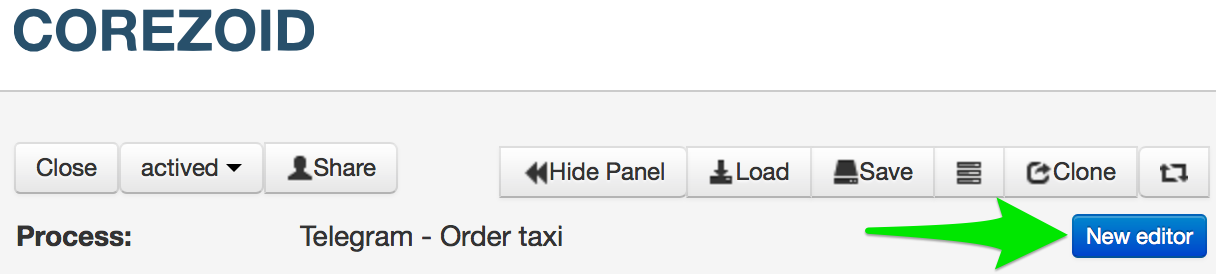 COREZOID
Close actived Share Hide Panel Load Save Clone
Process: Telegram - Order taxi New editor